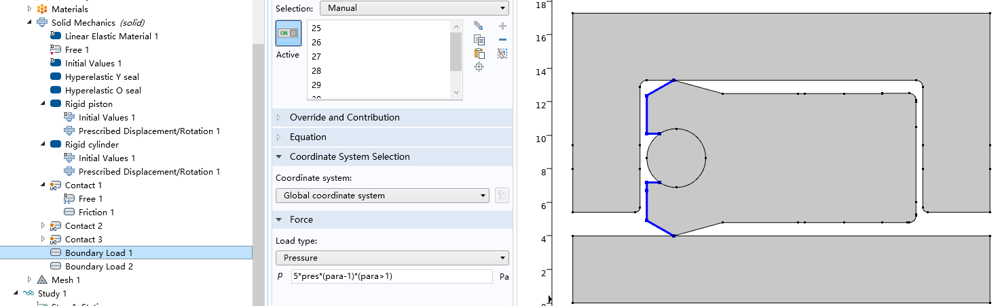 Materials
Solid Mechanics (solid)
Linear Elastic Material 1
Free 1
Initial Values 1
Hyperelastic Y seal
Hyperelastic O seal
Rigid piston
Initial Values 1
Prescribed Displacement/Rotation 1
Rigid cylinder
Initial Values 1
Prescribed Displacement/Rotation 1
Contact 1
Free 1
Friction 1
Contact 2
Contact 3
Boundary Load 1
Boundary Load 2
Mesh 1
Study 1
Selection:
Manual
ON
Active
25
26
27
28
29
Override and Contribution
Equation
Coordinate System Selection
Coordinate system:
Global coordinate system
Force
Load type:
Pressure
p 5*pres*(para-1)*(para>1) Pa
18
16
14
12
10
8
6
4
2